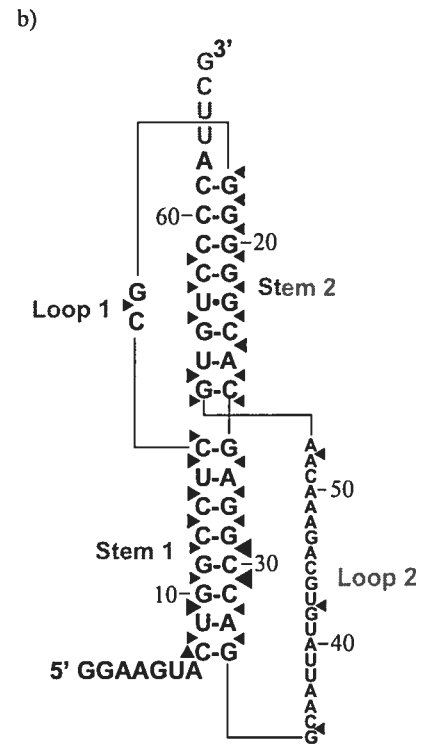 b)
G3'
C
U
U
A
C-G
60-C-G
C-G-20
C-G
U•G Stem 2
G-C
U-A
G-C
Loop 1 G
C
C-G
U-A
C-G
C-G
Stem 1 G-C-30
10-G-C
U-A
C-G
5' GGAAGUA
A
A
C
A-50
A
A
G
A
C
G
U
G
U
A-40
U
U
A
A
C
G
Loop 2